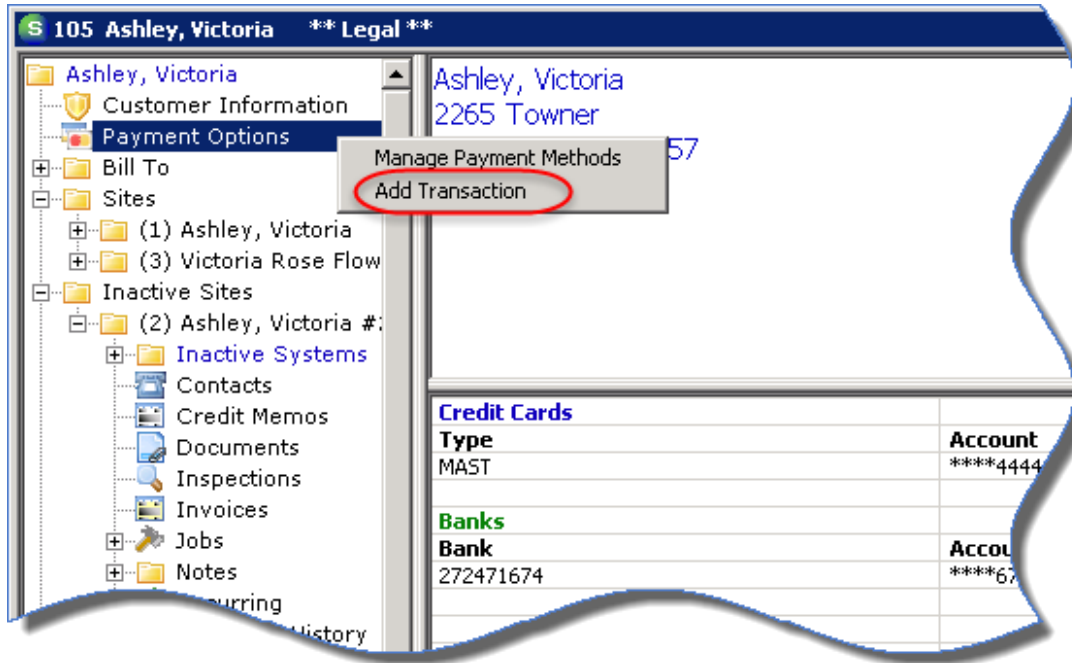 S 105 Ashley, Victoria ** Legal **
Ashley, Victoria
Customer Information
Payment Options
Bill To
Sites
(1) Ashley, Victoria
(3) Victoria Rose Flow
Inactive Sites
(2) Ashley, Victoria #
Inactive Systems
Contacts
Credit Memos
Documents
Inspections
Invoices
Jobs
Notes
urring
History
Manage Payment Methods
Add Transaction
Ashley, Victoria
2265 Towner
57
Credit Cards
Type Account
MAST ****4444
Banks
Bank Accou
272471674 ****67